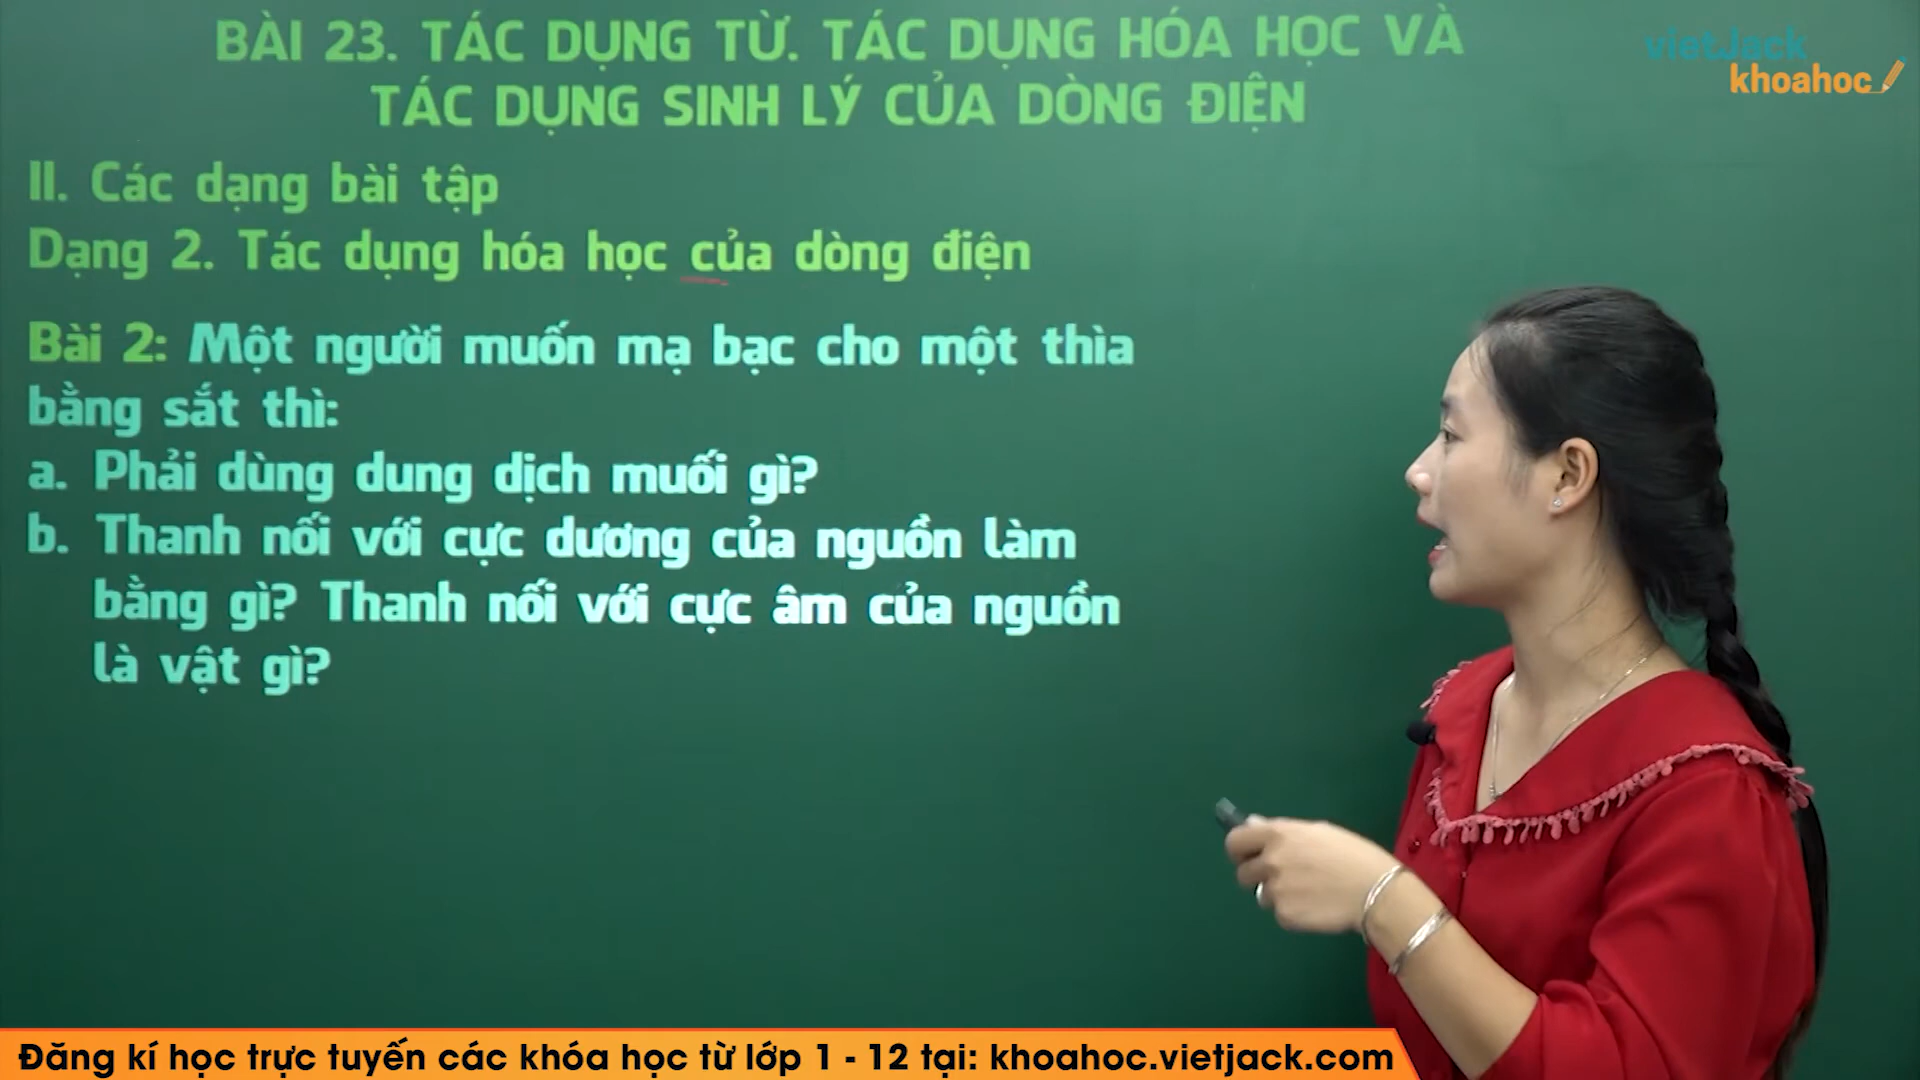 BÀI 23. TÁC DỤNG TỪ. TÁC DỤNG HÓA HỌC VÀ
TÁC DỤNG SINH LÝ CỦA DÒNG ĐIỆN
vietJack
khoahoc
II. Các dạng bài tập
Dạng 2. Tác dụng hóa học của dòng điện
Bài 2: Một người muốn mạ bạc cho một thìa
bằng sắt thì:
a. Phải dùng dung dịch muối gì?
b. Thanh nối với cực dương của nguồn làm
bằng gì? Thanh nối với cực âm của nguồn
là vật gì?
Đăng kí học trực tuyến các khóa học từ lớp 1 - 12 tại: khoahoc.vietjack.com